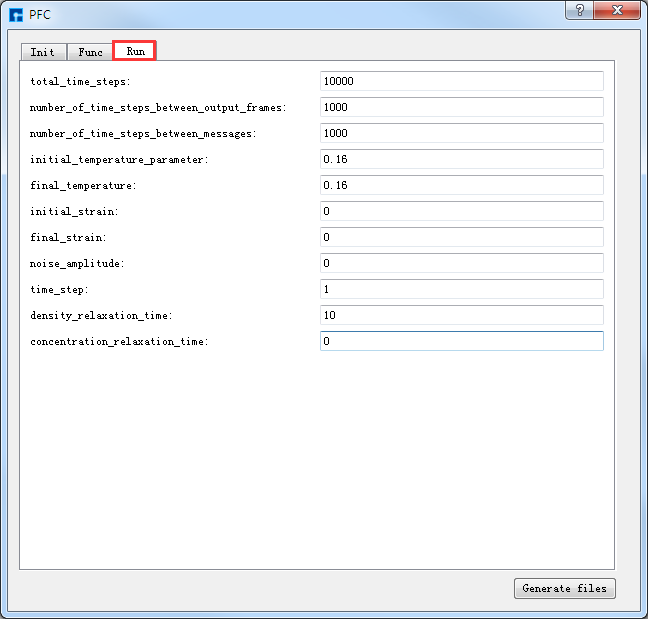 PFC
Init Func Run
total_time_steps: 10000
number_of_time_steps_between_output_frames: 1000
number_of_time_steps_between_messages: 1000
initial_temperature_parameter: 0.16
final_temperature: 0.16
initial_strain: 0
final_strain: 0
noise_amplitude: 0
time_step: 1
density_relaxation_time: 10
concentration_relaxation_time: 0
Generate files